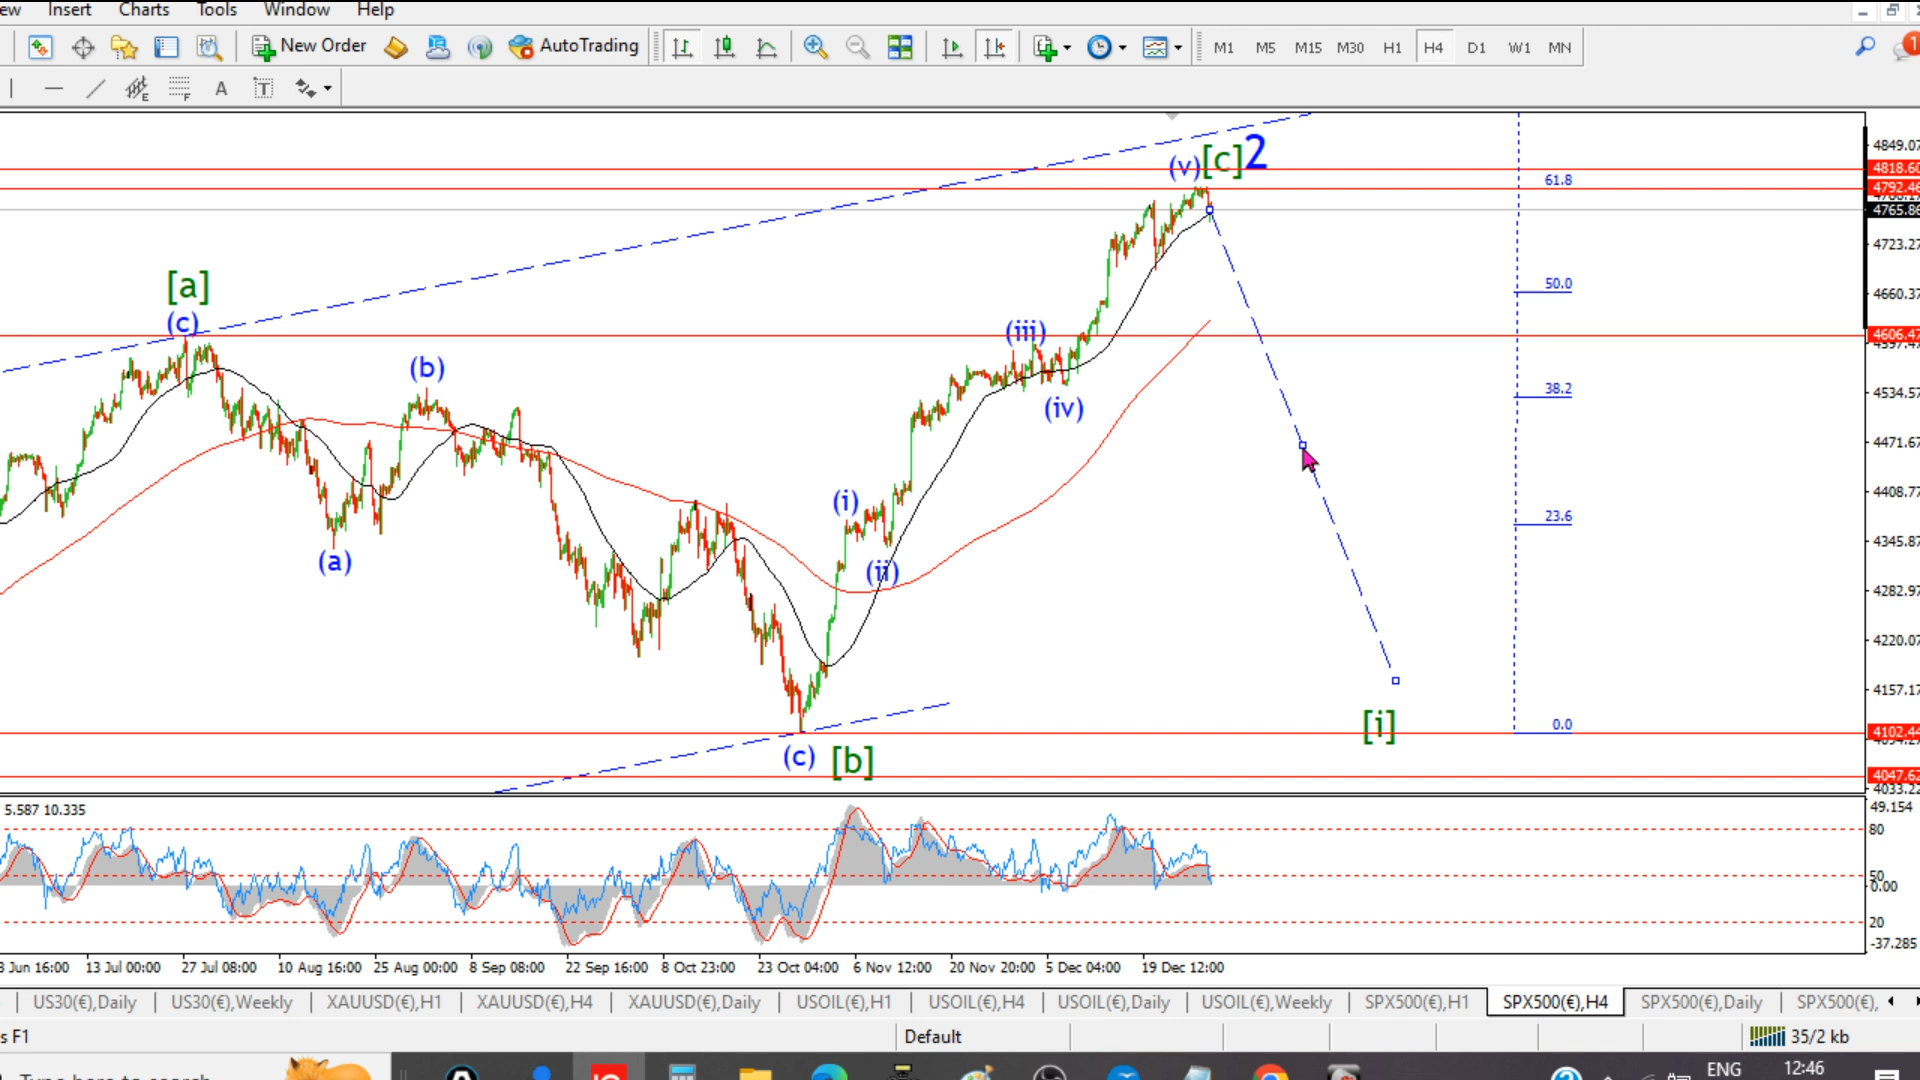 ew Insert Charts Tools Window Help
New Order AutoTrading M1 M5 M15 M30 H1 H4 D1 W1 MN 1
E F A T
4849.07
(v) [c] 2
4818.60
61.8
4792.46
4765.86
4723.27
[a]
50.0
4660.37
(c)
(iii)
4606.47
(b)
38.2
4534.57
(iv)
4471.67
(i)
4408.77
23.6
4345.87
(a)
(ii)
4282.97
4220.07
4157.17
[i]
0.0
4102.44
(c) [b]
4047.62
4033.22
5.587 10.335
49.154
80
50
0.00
20
-37.285
Jun 16:00 13 Jul 00:00 27 Jul 08:00 10 Aug 16:00 25 Aug 00:00 8 Sep 08:00 22 Sep 16:00 8 Oct 23:00 23 Oct 04:00 6 Nov 12:00 20 Nov 20:00 5 Dec 04:00 19 Dec 12:00
US30(€),Daily US30(€),Weekly XAUUSD(€),H1 XAUUSD(€),H4 XAUUSD(€),Daily USOIL(€),H1 USOIL(€),H4 USOIL(€),Daily USOIL(€),Weekly SPX500(€),H1 SPX500(€),H4 SPX500(€),Daily SPX500(€),
s F1 Default 35/2 kb
Type here to search ENG 12:46